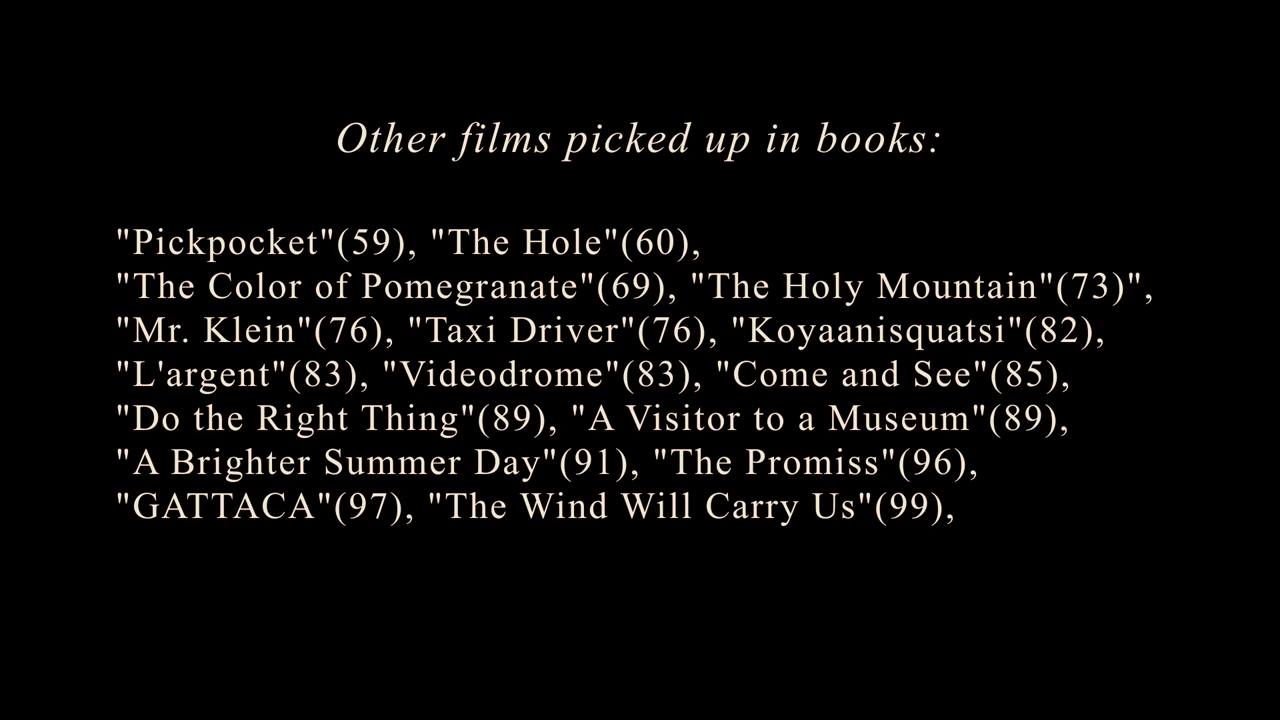 Other films picked up in books:
"Pickpocket"(59), "The Hole"(60),
"The Color of Pomegranate"(69), "The Holy Mountain"(73)",
"Mr. Klein"(76), "Taxi Driver"(76), "Koyaanisquatsi"(82),
"L'argent"(83), "Videodrome"(83), "Come and See"(85),
"Do the Right Thing"(89), "A Visitor to a Museum"(89),
"A Brighter Summer Day"(91), "The Promiss"(96),
"GATTACA"(97), "The Wind Will Carry Us"(99),